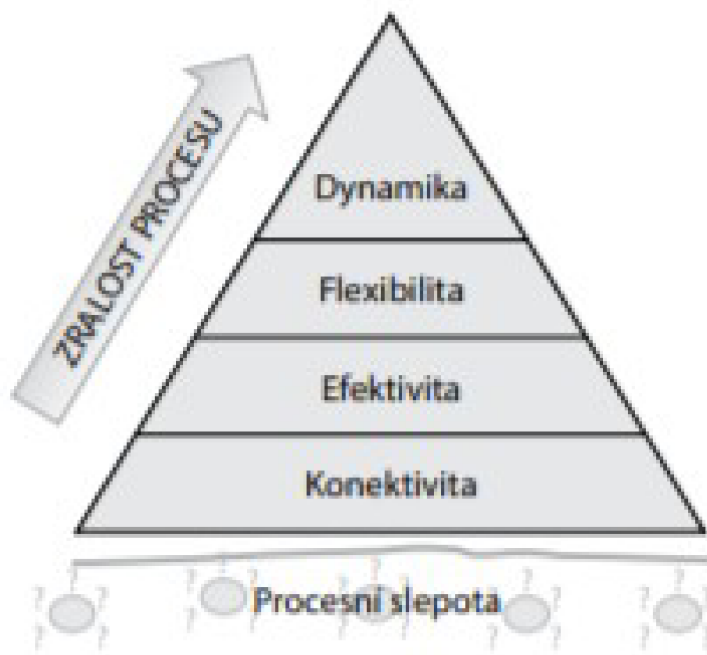 ZRALOST PROCESU
Dynamika
Flexibilita
Efektivita
Konektivita
? ? ? ? ?
? ? ? ? ? ? ? ? ? ?
Procesní slepota
? ? ? ? ? ? ? ? ? ?